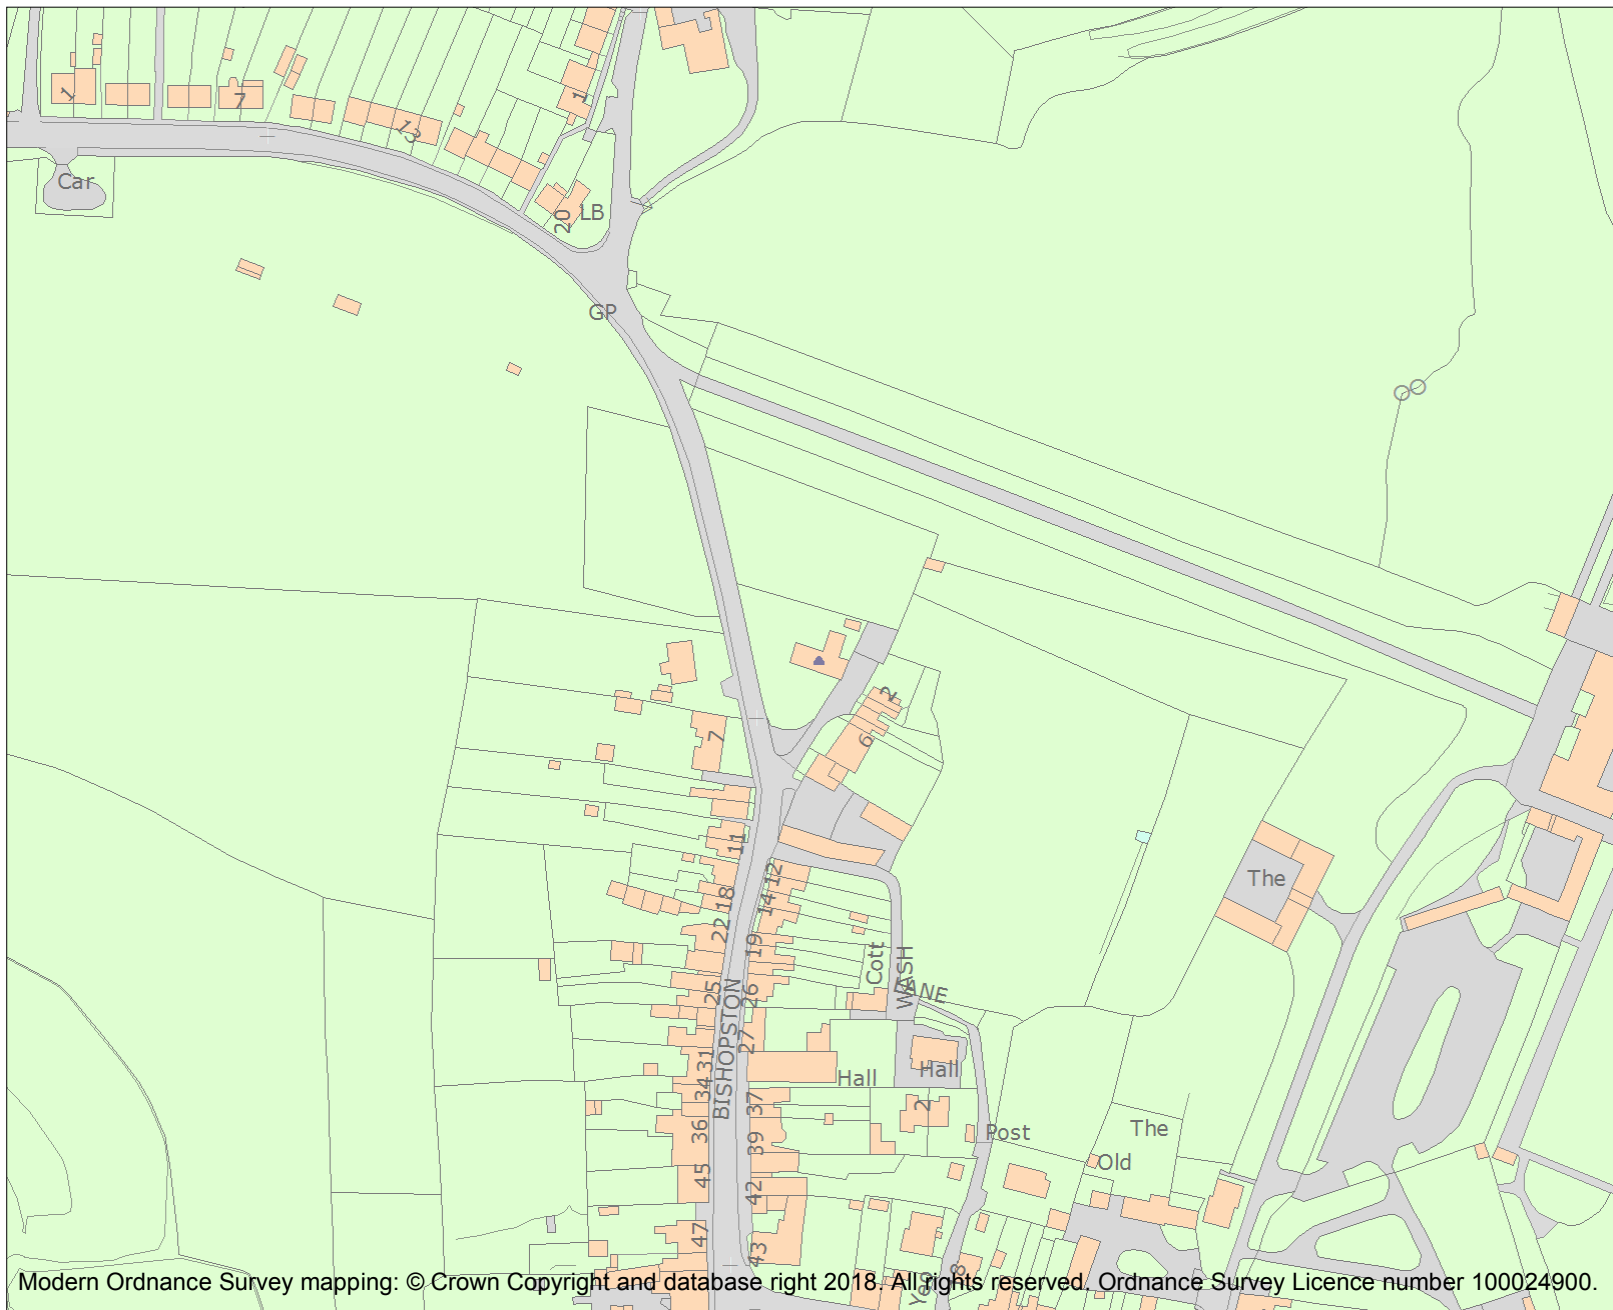 1
7
13
1
Car
20
LB
GP
2
6
7
11
12
14
18
22
19
The
Cott
WASH
LANE
25
26
BISHOPSTON
27
31
34
Hall
Hall
37
2
36
39
Post
The
Old
45
42
47
43
8
Modern Ordnance Survey mapping: © Crown Copyright and database right 2018. All rights reserved. Ordnance Survey Licence number 100024900.